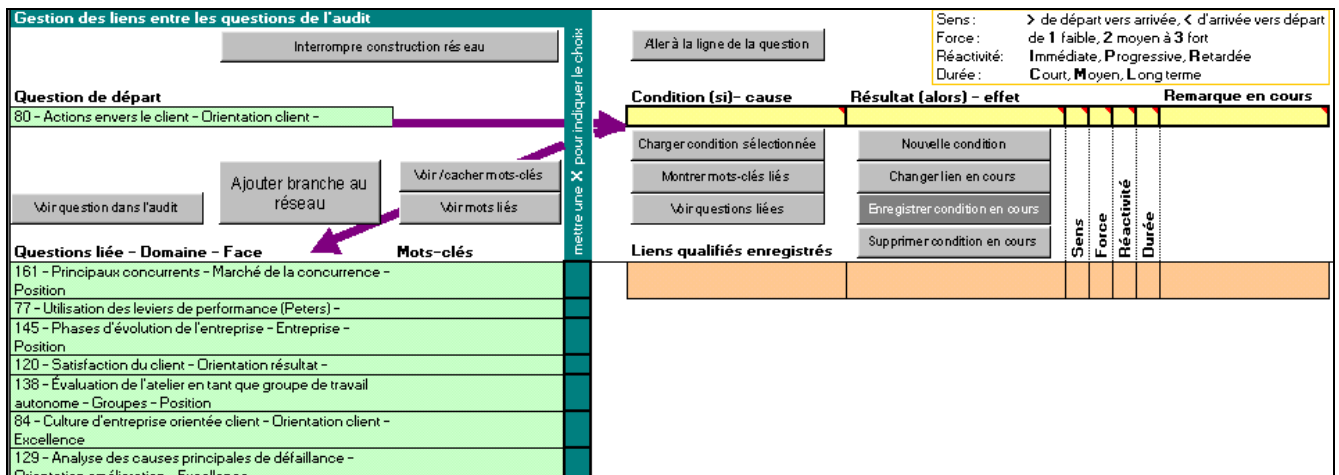 Gestion des liens entre les questions de l'audit
Interrompre construction réseau
Aller à la ligne de la question
Sens : > de départ vers arrivée, < d'arrivée vers départ
Force : de 1 faible, 2 moyen à 3 fort
Réactivité: Immédiate, Progressive, Retardée
Durée : Court, Moyen, Long terme
mettre une X pour indiquer le choix
Question de départ
80 - Actions envers le client - Orientation client -
Condition (si)- cause
Résultat (alors) - effet
Remarque en cours
Ajouter branche au
réseau
Voir /cacher mots-clés
Voir question dans l'audit
Voir mots liés
Charger condition sélectionnée
Nouvelle condition
Montrer mots-clés liés
Changer lien en cours
Voir questions liées
Enregistrer condition en cours
Supprimer condition en cours
Sens
Force
Réactivité
Durée
Questions liée - Domaine - Face
Mots-clés
Liens qualifiés enregistrés
161 - Principaux concurrents - Marché de la concurrence -
Position
77 - Utilisation des leviers de performance (Peters) -
145 - Phases d'évolution de l'entreprise - Entreprise -
Position
120 - Satisfaction du client - Orientation résultat -
138 - Évaluation de l'atelier en tant que groupe de travail
autonome - Groupes - Position
84 - Culture d'entreprise orientée client - Orientation client -
Excellence
129 - Analyse des causes principales de défaillance -
Orientation amélioration - Excellence